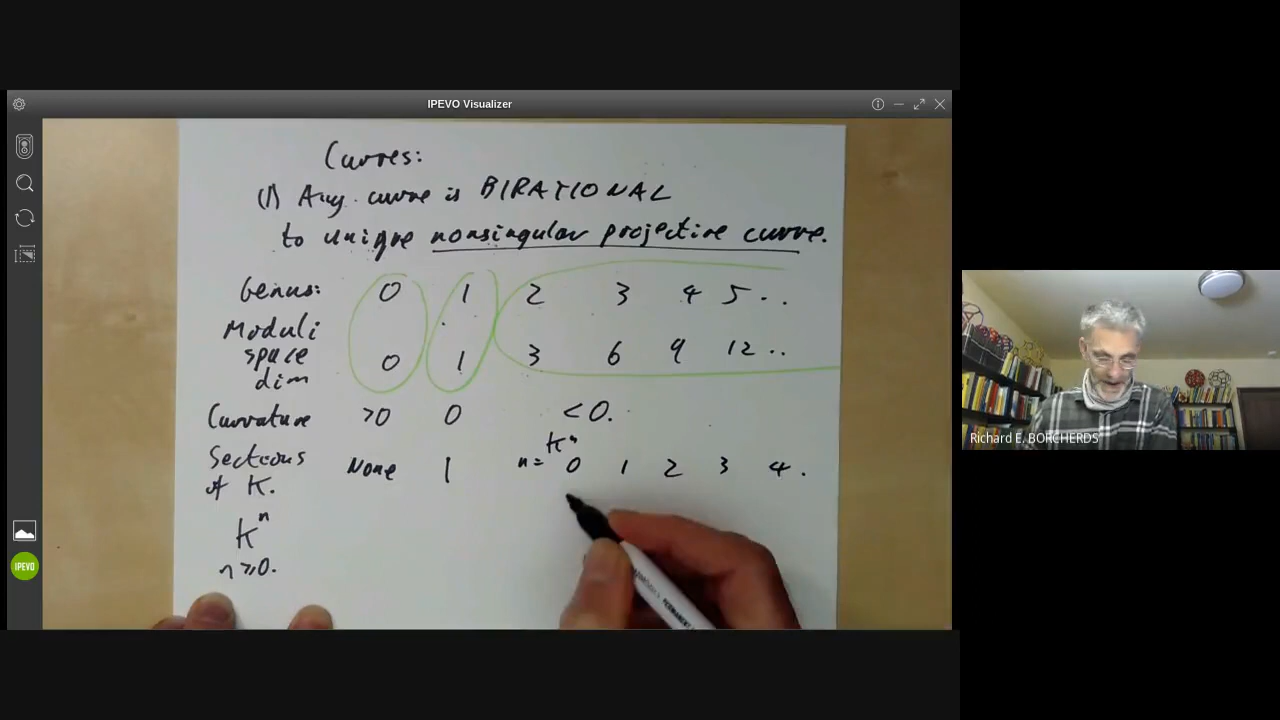 IPEVO Visualizer
Curves:
(1) Any curve is BIRATIONAL
to unique nonsingular projective curve.
Genus: 0 1 2 3 4 5 ..
Moduli
space 0 1 3 6 9 12 ..
dim
Curvature >0 0 <0.
K^n
Sections None 1 n= 0 1 2 3 4 .
of K.
K^n
n ⩾0.
Richard E. BORCHERDS
IPEVO